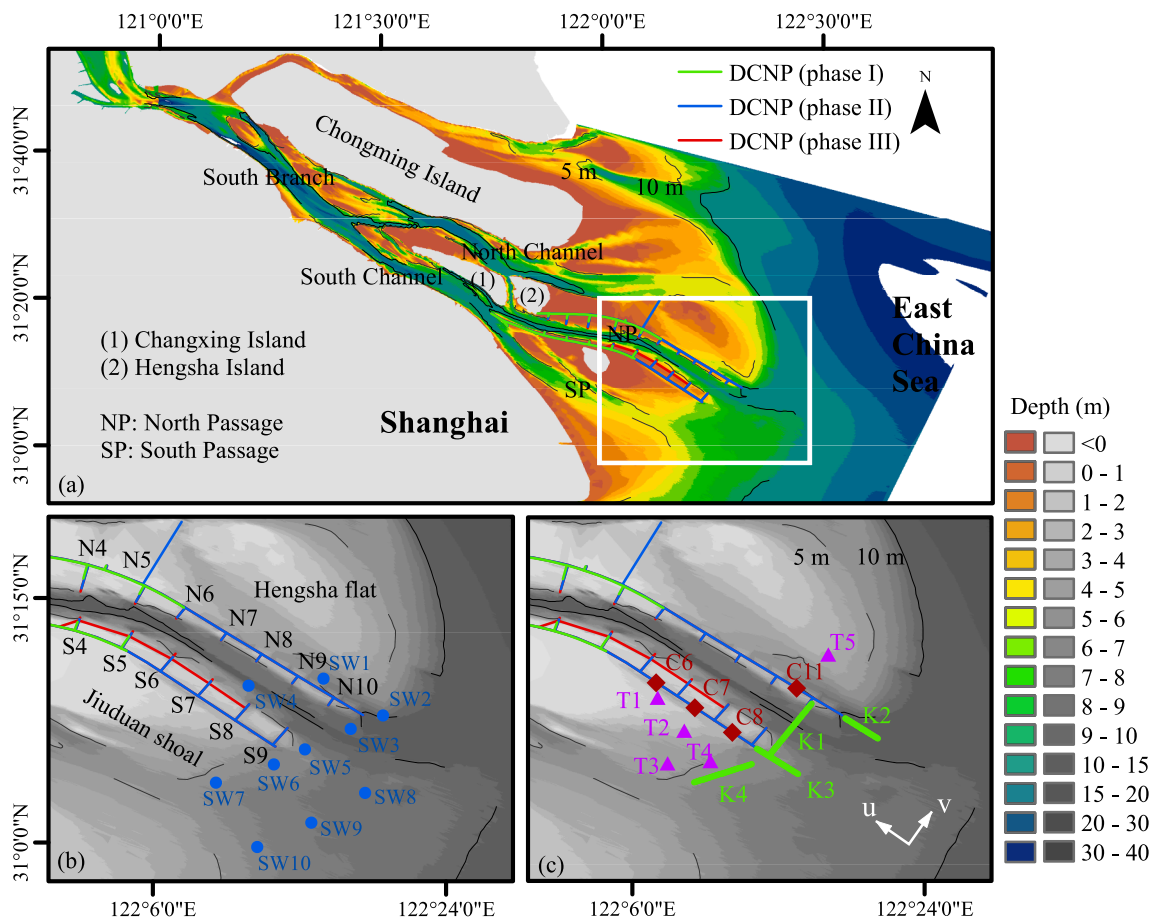 121°0'0"E 121°30'0"E 122°0'0"E 122°30'0"E
DCNP (phase I)
DCNP (phase II)
DCNP (phase III)
N
31°40'0"N
31°20'0"N
31°0'0"N
Chongming Island
5 m
10 m
South Branch
North Channel
South Channel
(1)
(2)
NP
SP
East
China
Sea
(1) Changxing Island
(2) Hengsha Island
NP: North Passage
SP: South Passage
Shanghai
(a)
Depth (m)
<0
0 - 1
1 - 2
2 - 3
3 - 4
4 - 5
5 - 6
6 - 7
7 - 8
8 - 9
9 - 10
10 - 15
15 - 20
20 - 30
30 - 40
31°15'0"N
31°0'0"N
N4
N5
N6
N7
N8
N9
N10
Hengsha flat
S4
S5
S6
S7
S8
S9
Jiuduan shoal
SW1
SW2
SW3
SW4
SW5
SW6
SW7
SW8
SW9
SW10
(b)
122°6'0"E 122°24'0"E
5 m 10 m
T5
C6
C7
C11
C8
T1
T2
T3
T4
K1
K2
K3
K4
u
v
(c)
122°6'0"E 122°24'0"E